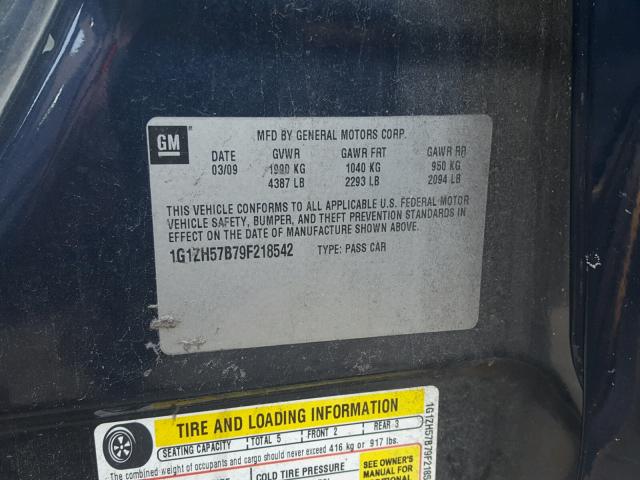 GM
MFD BY GENERAL MOTORS CORP.
DATE GVWR GAWR FRT GAWR RR
03/09 1990 KG 1040 KG 950 KG
4387 LB 2293 LB 2094 LB
THIS VEHICLE CONFORMS TO ALL APPLICABLE U.S. FEDERAL MOTOR
VEHICLE SAFETY, BUMPER, AND THEFT PREVENTION STANDARDS IN
EFFECT ON THE DATE OF MANUFACTURE SHOWN ABOVE.
1G1ZH57B79F218542 TYPE: PASS CAR
TIRE AND LOADING INFORMATION
SEATING CAPACITY TOTAL 5 FRONT 2 REAR 3
The combined weight of occupants and cargo should never exceed 416 kg or 917 lbs.
COLD TIRE PRESSURE
SEE OWNER'S
MANUAL FOR
ADDITIONAL
1G1ZH57B79F2185